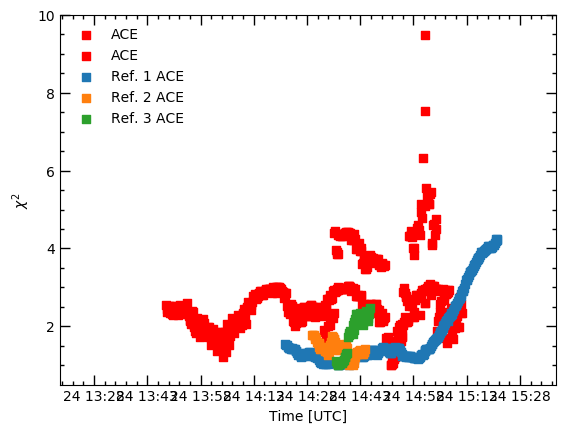 10
8
6
4
2
χ²
ACE
ACE
Ref. 1 ACE
Ref. 2 ACE
Ref. 3 ACE
24 13:28 24 13:43 24 13:58 24 14:13 24 14:28 24 14:43 24 14:58 24 15:13 24 15:28
Time [UTC]